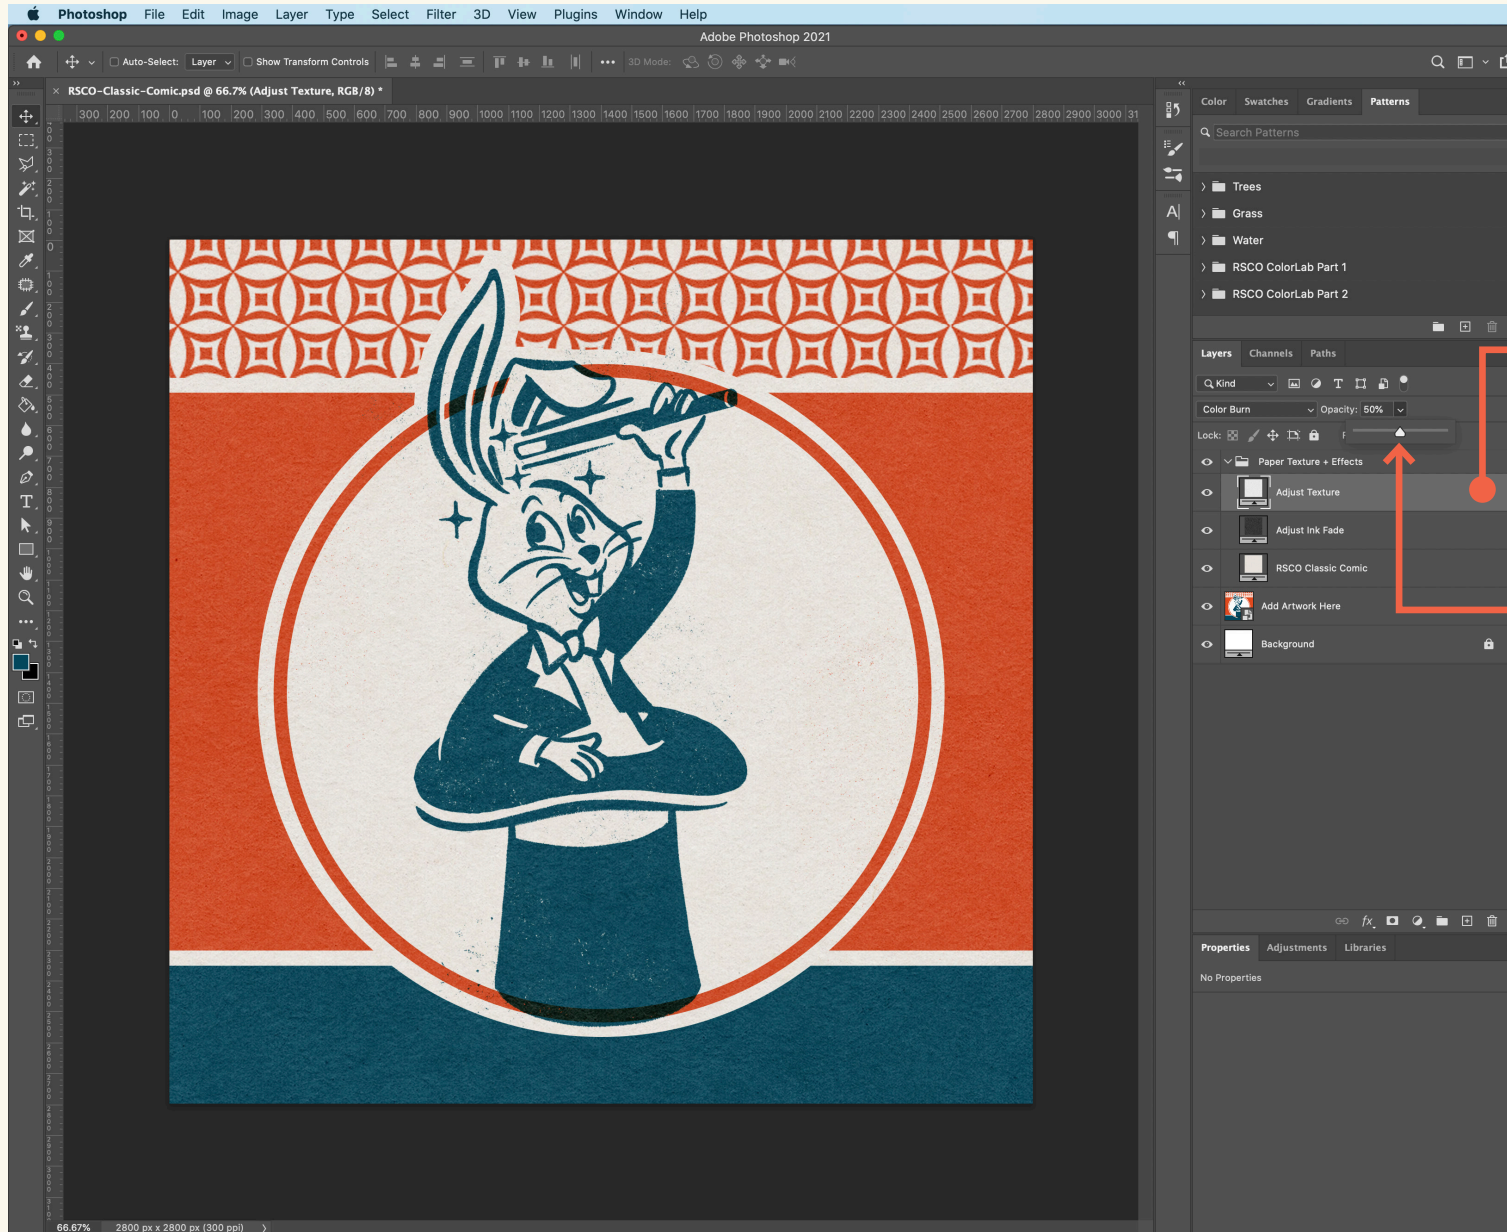 Photoshop File Edit Image Layer Type Select Filter 3D View Plugins Window Help
Adobe Photoshop 2021
Auto-Select: Layer Show Transform Controls 3D Mode:
× RSCO-Classic-Comic.psd @ 66.7% (Adjust Texture, RGB/8) *
300 200 100 0 100 200 300 400 500 600 700 800 900 1000 1100 1200 1300 1400 1500 1600 1700 1800 1900 2000 2100 2200 2300 2400 2500 2600 2700 2800 2900 3000 31
Color Swatches Gradients Patterns
Search Patterns
Trees
Grass
Water
RSCO ColorLab Part 1
RSCO ColorLab Part 2
Layers Channels Paths
Kind
Color Burn Opacity: 50%
Lock:
Paper Texture + Effects
Adjust Texture
Adjust Ink Fade
RSCO Classic Comic
Add Artwork Here
Background
fx
Properties Adjustments Libraries
No Properties
66.67% 2800 px x 2800 px (300 ppi)